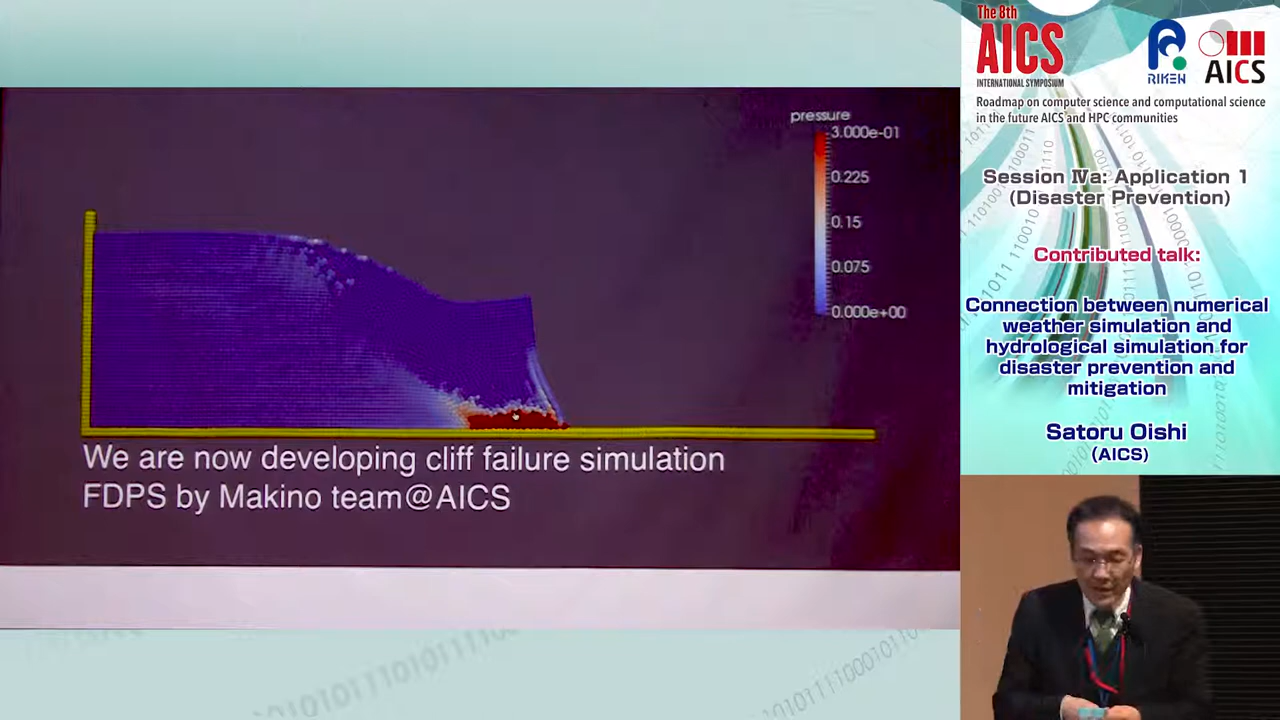 pressure
3.000e-01
0.225
0.15
0.075
0.000e+00
We are now developing cliff failure simulation
FDPS by Makino team@AICS
The 8th
AICS
INTERNATIONAL SYMPOSIUM
RIKEN
AICS
Roadmap on computer science and computational science
in the future AICS and HPC communities
Session Ⅳa: Application 1
(Disaster Prevention)
Contributed talk:
Connection between numerical
weather simulation and
hydrological simulation for
disaster prevention and
mitigation
Satoru Oishi
(AICS)